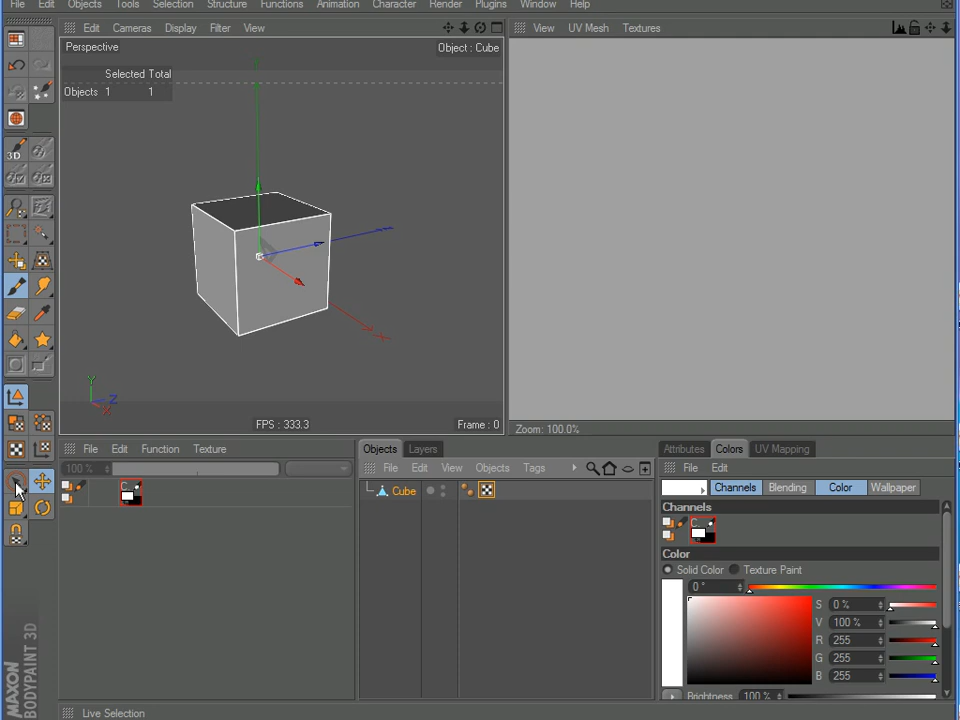 File Edit Objects Tools Selection Structure Functions Animation Character Render Plugins Window Help
Edit Cameras Display Filter View
UV Mesh View Textures
Perspective
Object : Cube
Selected Total
Objects 1 1
3D
Y
Z
X
FPS : 333.3
Frame : 0
Zoom: 100.0%
File Edit Function Texture
Objects Layers
Attributes Colors UV Mapping
100 %
File Edit View Objects Tags
File Edit
C
Cube
Channels Blending Color Wallpaper
Channels
C
Color
Solid Color Texture Paint
0 °
S 0 %
V 100 %
R 255
G 255
B 255
Brightness 100 %
MAXON
BODYPAINT 3D
Live Selection